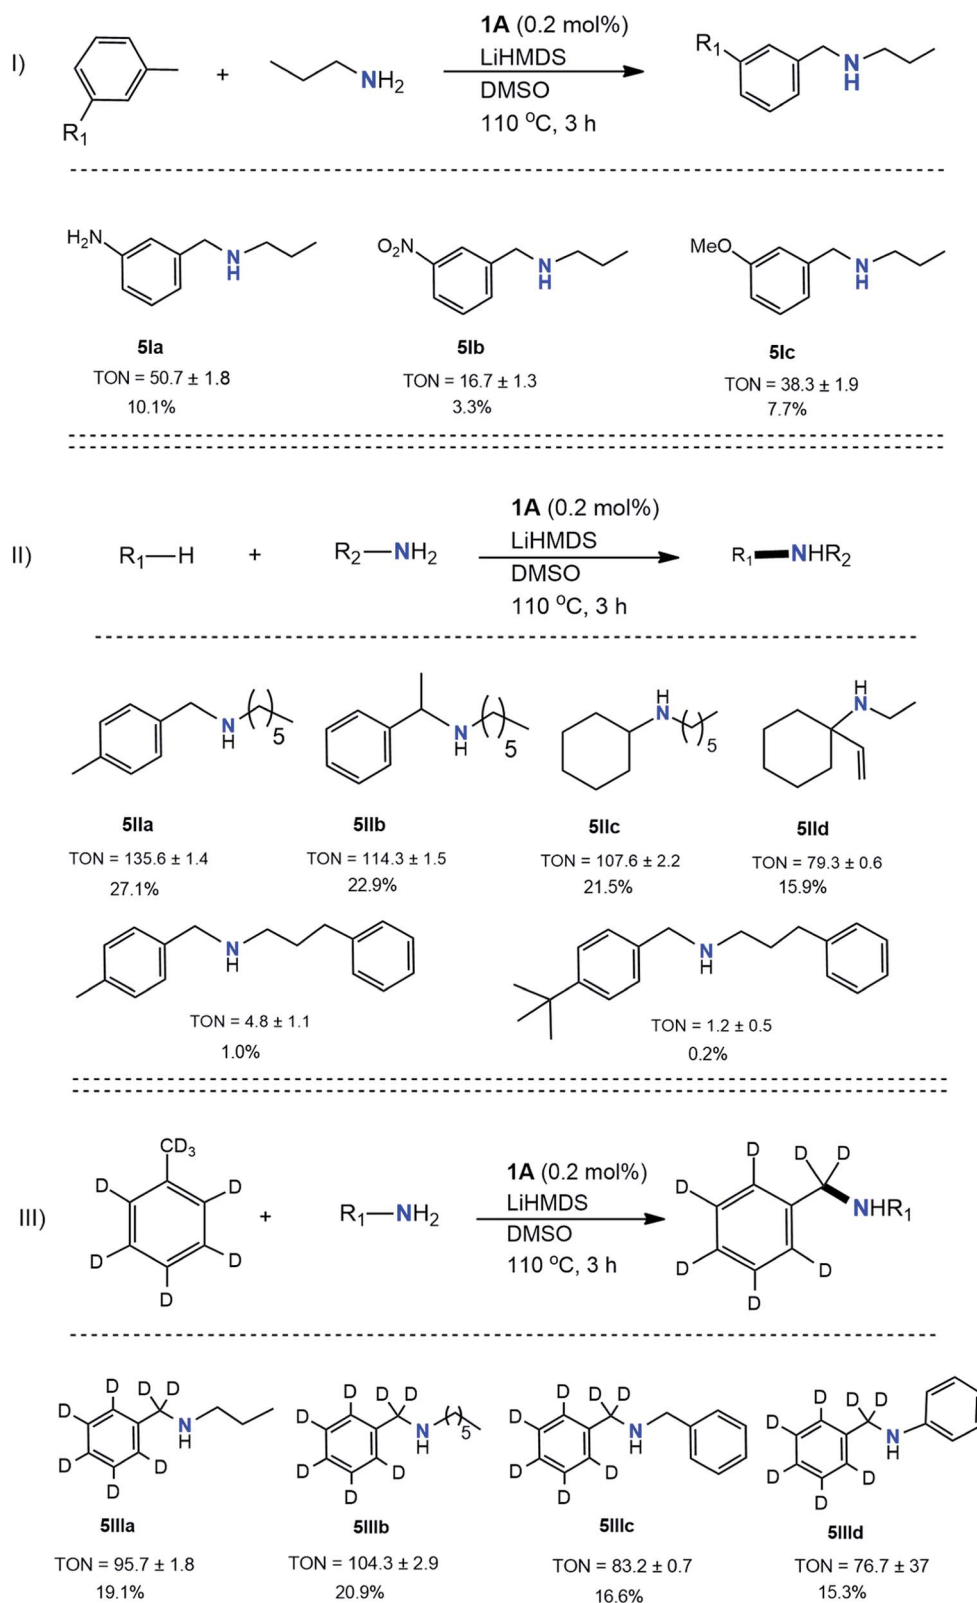 I)
R₁
+
NH₂
1A (0.2 mol%)
LiHMDS
DMSO
110 °C, 3 h
R₁
N
H
H₂N
N
H
O₂N
N
H
MeO
N
H
5Ia
5Ib
5Ic
TON = 50.7 ± 1.8
TON = 16.7 ± 1.3
TON = 38.3 ± 1.9
10.1%
3.3%
7.7%
II)
R₁—H
+
R₂—NH₂
1A (0.2 mol%)
LiHMDS
DMSO
110 °C, 3 h
R₁—NHR₂
N
H
( )5
N
H
( )5
H
N
( )5
H
N
5IIa
5IIb
5IIc
5IId
TON = 135.6 ± 1.4
TON = 114.3 ± 1.5
TON = 107.6 ± 2.2
TON = 79.3 ± 0.6
27.1%
22.9%
21.5%
15.9%
N
H
N
H
TON = 4.8 ± 1.1
TON = 1.2 ± 0.5
1.0%
0.2%
III)
CD₃
D
D
D
D
D
+
R₁—NH₂
1A (0.2 mol%)
LiHMDS
DMSO
110 °C, 3 h
D
D D
D
NHR₁
D
D
D
D D D
D
N
H
D
D
D
D D D
D
N
H
( )5
D
D
D
D D D
D
N
H
D
D
D
D D D
D
N
H
D
D
D
5IIIa
5IIIb
5IIIc
5IIId
TON = 95.7 ± 1.8
TON = 104.3 ± 2.9
TON = 83.2 ± 0.7
TON = 76.7 ± 37
19.1%
20.9%
16.6%
15.3%